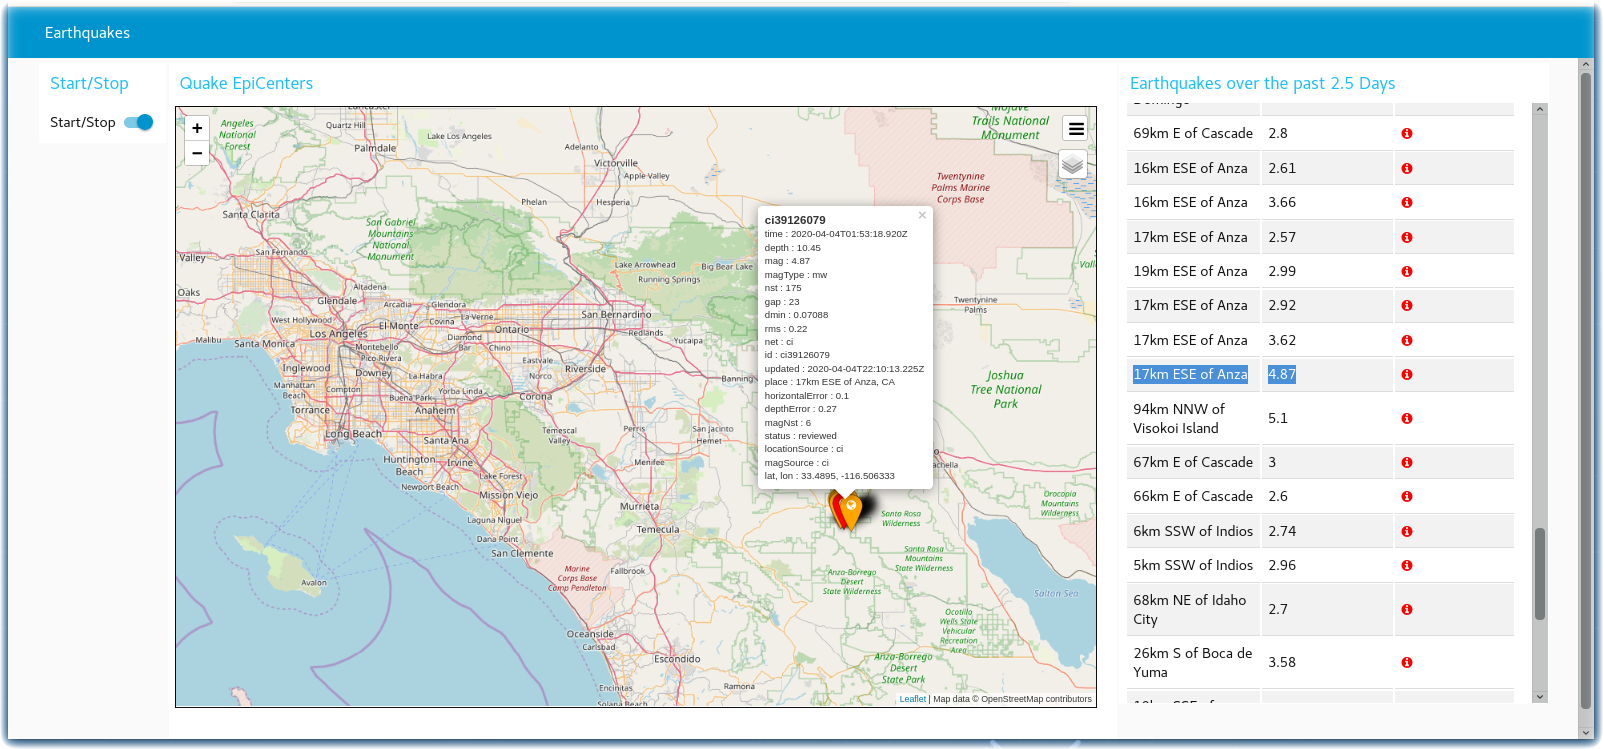 Earthquakes
Start/Stop
Start/Stop
Quake EpiCenters
+
−
Angeles
National
Forest
Quartz Hill
Palmdale
Lake Los Angeles
Adelanto
Victorville
Apple Valley
Phelan
Hesperia
Mojave
Trails National
Monument
Twentynine
Palms Marine
Corps Base
Santa Clarita
San Gabriel
Mountains
National
Monument
Valley
San Fernando
Lake Arrowhead
Running Springs
Big Bear Lake
Oaks
Glendale
Arcadia
Glendora
Covina
La-Verne
Diamond
Bar
San Bernardino
Redlands
Yucaipa
Twentynine
Palms
West Hollywood
El Monte
Ontario
Chino
Malibu
Santa Monica
Los Angeles
Montebello
Pico Rivera
Inglewood
Downey
La Habra
Yorba Linda
Eastvale
Riverside
Norco
Corona
Banning
Joshua
Tree National
Park
Manhattan
Beach
Buena Park
Torrance
Anaheim
Long Beach
Santa Ana
Temescal
Valley
Perris
San Jacinto
Hemet
Huntington
Beach
Irvine
Menifee
Lake Forest
Newport Beach
Mission Viejo
Laguna Niguel
Dana Point
San Clemente
Murrieta
Temecula
Santa Rosa
Wilderness
Orocopia
Mountains
Wilderness
Santa Rosa
Mountains
State Wilderness
Avalon
Marine
Corps Base
Camp Pendleton
Fallbrook
Anza-Borrego
Desert
State Wilderness
Salton Sea
Ocotillo
Wells State
Vehicular
Recreation
Area
Oceanside
Carlsbad
Escondido
Anza-Borrego
Desert
State Park
Encinitas
Ramona
Solana Beach
ci39126079
×
time : 2020-04-04T01:53:18.920Z
depth : 10.45
mag : 4.87
magType : mw
nst : 175
gap : 23
dmin : 0.07088
rms : 0.22
net : ci
id : ci39126079
updated : 2020-04-04T22:10:13.225Z
place : 17km ESE of Anza, CA
horizontalError : 0.1
depthError : 0.27
magNst : 6
status : reviewed
locationSource : ci
magSource : ci
lat, lon : 33.4895, -116.506333
Leaflet | Map data © OpenStreetMap contributors
Earthquakes over the past 2.5 Days
69km E of Cascade 2.8
16km ESE of Anza 2.61
16km ESE of Anza 3.66
17km ESE of Anza 2.57
19km ESE of Anza 2.99
17km ESE of Anza 2.92
17km ESE of Anza 3.62
17km ESE of Anza 4.87
94km NNW of
Visokoi Island 5.1
67km E of Cascade 3
66km E of Cascade 2.6
6km SSW of Indios 2.74
5km SSW of Indios 2.96
68km NE of Idaho
City 2.7
26km S of Boca de
Yuma 3.58